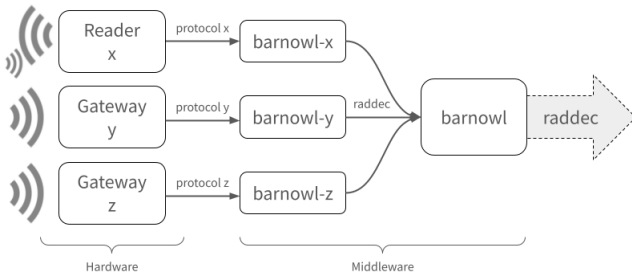 Reader
x
protocol x
barnowl-x
Gateway
y
protocol y
barnowl-y
raddec
barnowl
raddec
Gateway
z
protocol z
barnowl-z
Hardware
Middleware